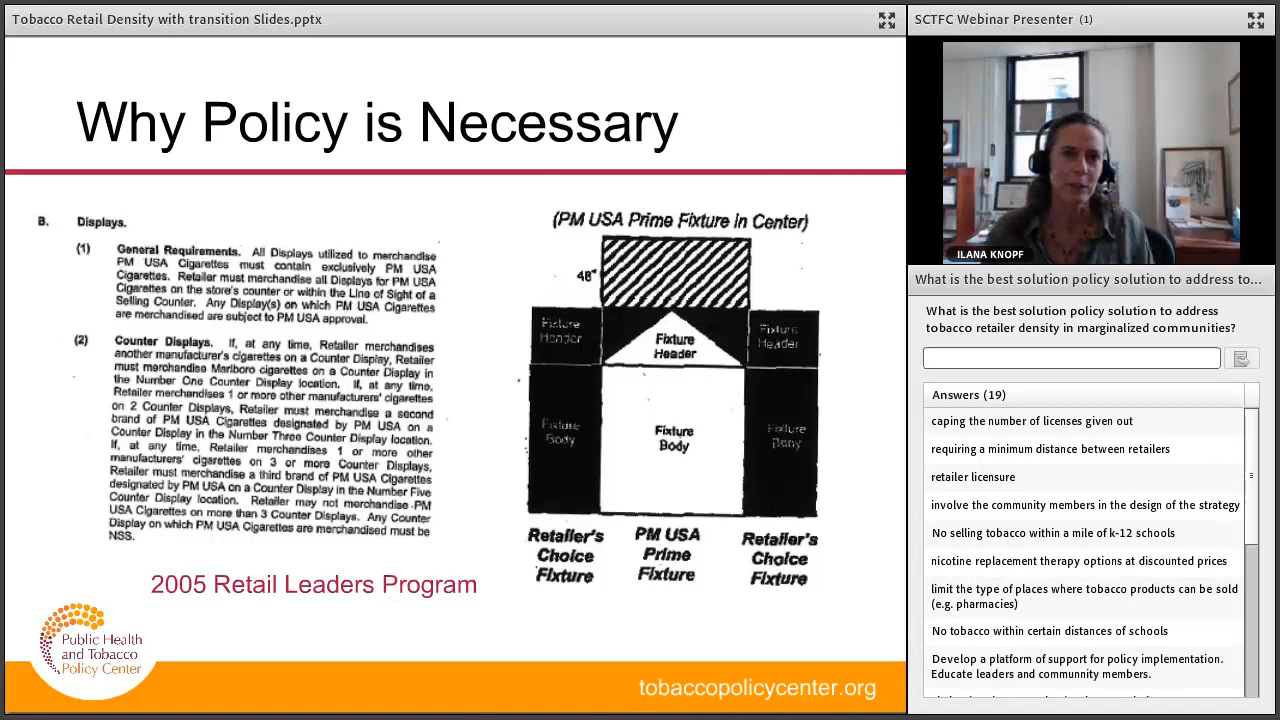 Tobacco Retail Density with transition Slides.pptx
Why Policy is Necessary
B. Displays.
(1) General Requirements. All Displays utilized to merchandise
PM USA Cigarettes must contain exclusively PM USA
Cigarettes. Retailer must merchandise all Displays for PM USA
Cigarettes on the store's counter or within the Line of Sight of a
Selling Counter. Any Display(s) on which PM USA Cigarettes
are merchandised are subject to PM USA approval.
(2) Counter Displays. If, at any time, Retailer merchandises
another manufacturer's cigarettes on a Counter Display, Retailer
must merchandise Marlboro cigarettes on a Counter Display in
the Number One Counter Display location. If, at any time,
Retailer merchandises 1 or more other manufacturers' cigarettes
on 2 Counter Displays, Retailer must merchandise a second
brand of PM USA Cigarettes designated by PM USA on a
Counter Display in the Number Three Counter Display location.
If, at any time, Retailer merchandises 1 or more other
manufacturers' cigarettes on 3 or more Counter Displays,
Retailer must merchandise a third brand of PM USA Cigarettes
designated by PM USA on a Counter Display in the Number Five
Counter Display location. Retailer may not merchandise PM
USA Cigarettes on more than 3 Counter Displays. Any Counter
Display on which PM USA Cigarettes are merchandised must be
NSS.
(PM USA Prime Fixture in Center)
48"
Fixture
Header
Fixture
Header
Fixture
Header
Fixture
Body
Fixture
Body
Fixture
Body
Retailer's
Choice
Fixture
PM USA
Prime
Fixture
Retailer's
Choice
Fixture
2005 Retail Leaders Program
Public Health
and Tobacco
Policy Center
tobaccopolicycenter.org
SCTFC Webinar Presenter (1)
ILANA KNOPF
What is the best solution policy solution to address to...
What is the best solution policy solution to address
tobacco retailer density in marginalized communities?
Answers (19)
caping the number of licenses given out
requiring a minimum distance between retailers
retailer licensure
involve the community members in the design of the strategy
No selling tobacco within a mile of k-12 schools
nicotine replacement therapy options at discounted prices
limit the type of places where tobacco products can be sold
(e.g. pharmacies)
No tobacco within certain distances of schools
Develop a platform of support for policy implementation.
Educate leaders and community members.